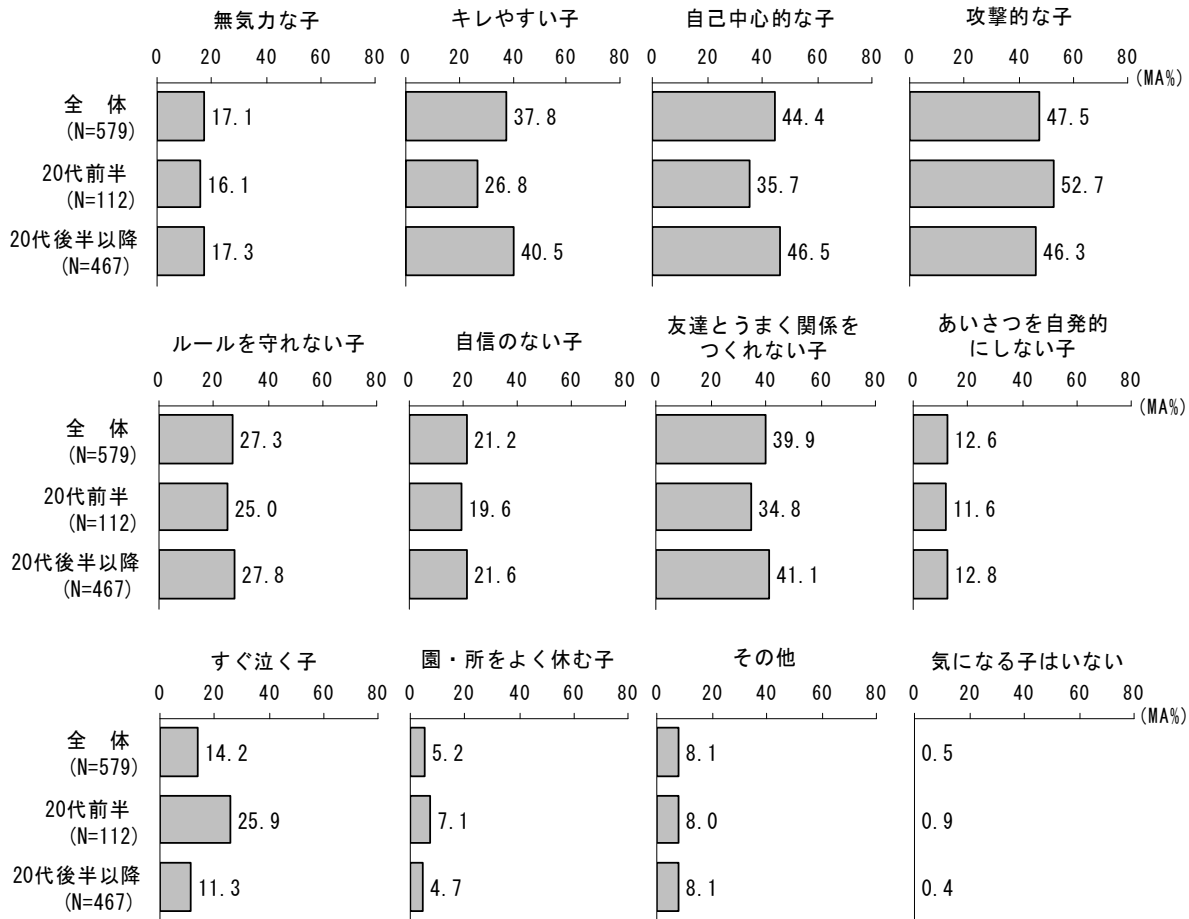 無気力な子
キレやすい子
自己中心的な子
攻撃的な子
0 20 40 60 80
0 20 40 60 80
0 20 40 60 80
0 20 40 60 80
(MA%)
全 体
(N=579)
17.1
37.8
44.4
47.5
20代前半
(N=112)
16.1
26.8
35.7
52.7
20代後半以降
(N=467)
17.3
40.5
46.5
46.3
ルールを守れない子
自信のない子
友達とうまく関係を
つくれない子
あいさつを自発的
にしない子
0 20 40 60 80
0 20 40 60 80
0 20 40 60 80
0 20 40 60 80
(MA%)
全 体
(N=579)
27.3
21.2
39.9
12.6
20代前半
(N=112)
25.0
19.6
34.8
11.6
20代後半以降
(N=467)
27.8
21.6
41.1
12.8
すぐ泣く子
園・所をよく休む子
その他
気になる子はいない
0 20 40 60 80
0 20 40 60 80
0 20 40 60 80
0 20 40 60 80
(MA%)
全 体
(N=579)
14.2
5.2
8.1
0.5
20代前半
(N=112)
25.9
7.1
8.0
0.9
20代後半以降
(N=467)
11.3
4.7
8.1
0.4